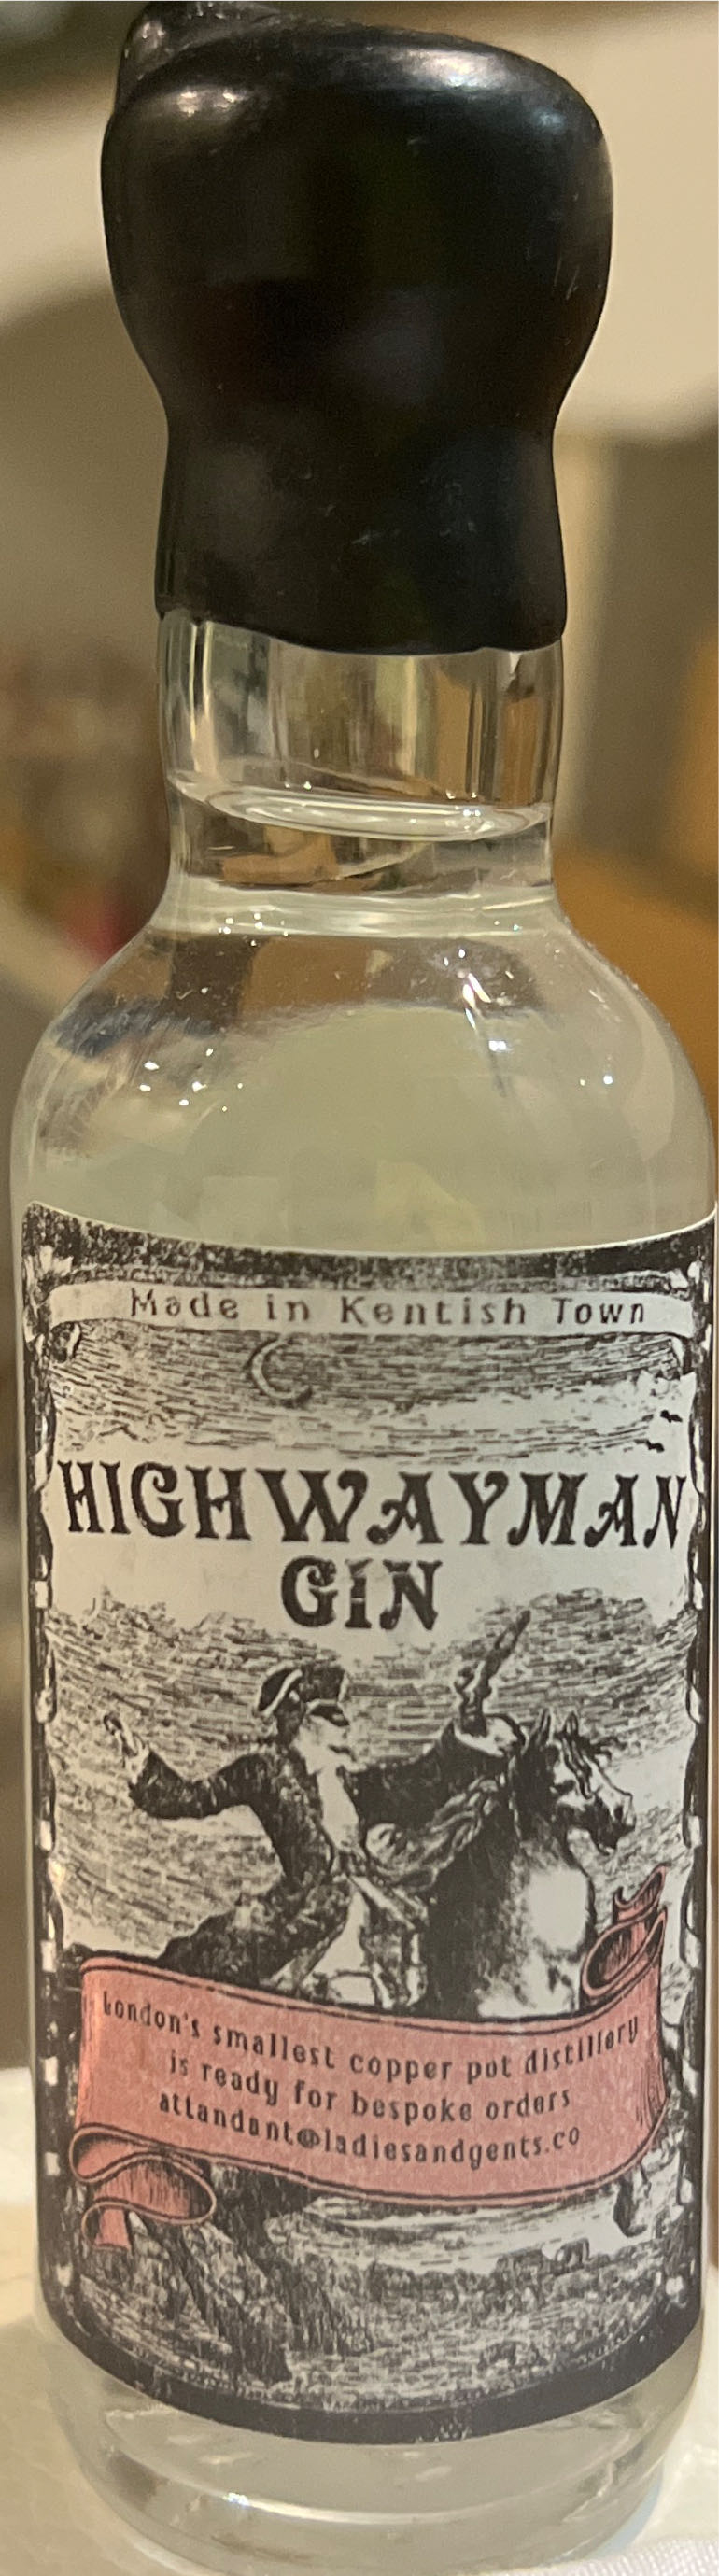 Made in Kentish Town
HIGHWAYMAN
GIN
London's smallest copper pot distillery
is ready for bespoke orders
attandant@ladiesandgents.co